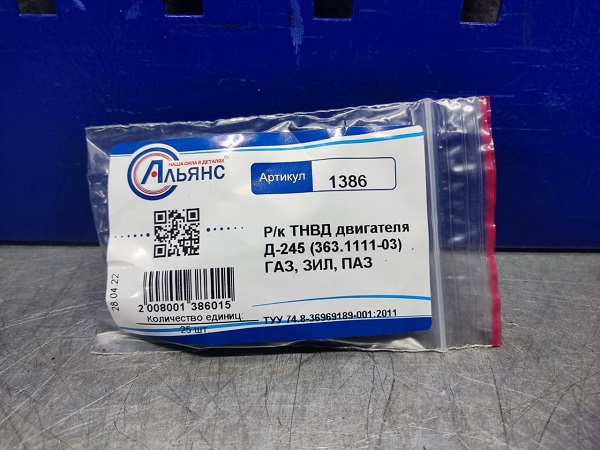 НАША СИЛА В ДЕТАЛЯХ
АЛЬЯНС
Артикул 1386
Р/к ТНВД двигателя
Д-245 (363.1111-03)
ГАЗ, ЗИЛ, ПАЗ
28 04 22
2 008001 386015
Количество единиц:
25 шт
ТУУ 74.8-36969189-001:2011